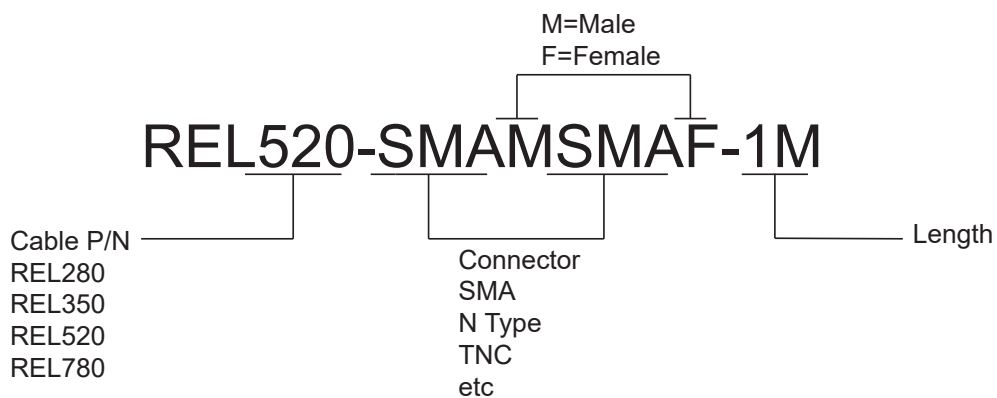 M=Male
F=Female
REL520-SMAMSMAF-1M
Cable P/N
REL280
REL350
REL520
REL780
Connector
SMA
N Type
TNC
etc
Length